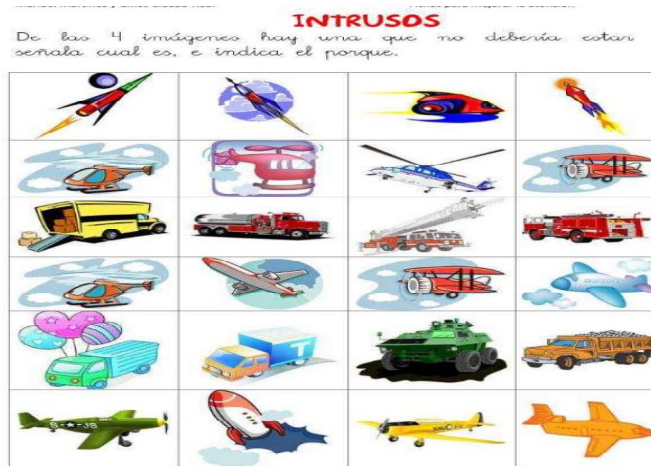 INTRUSOS
De las 4 imágenes hay una que no debería estar
señala cual es, e indica el porque.